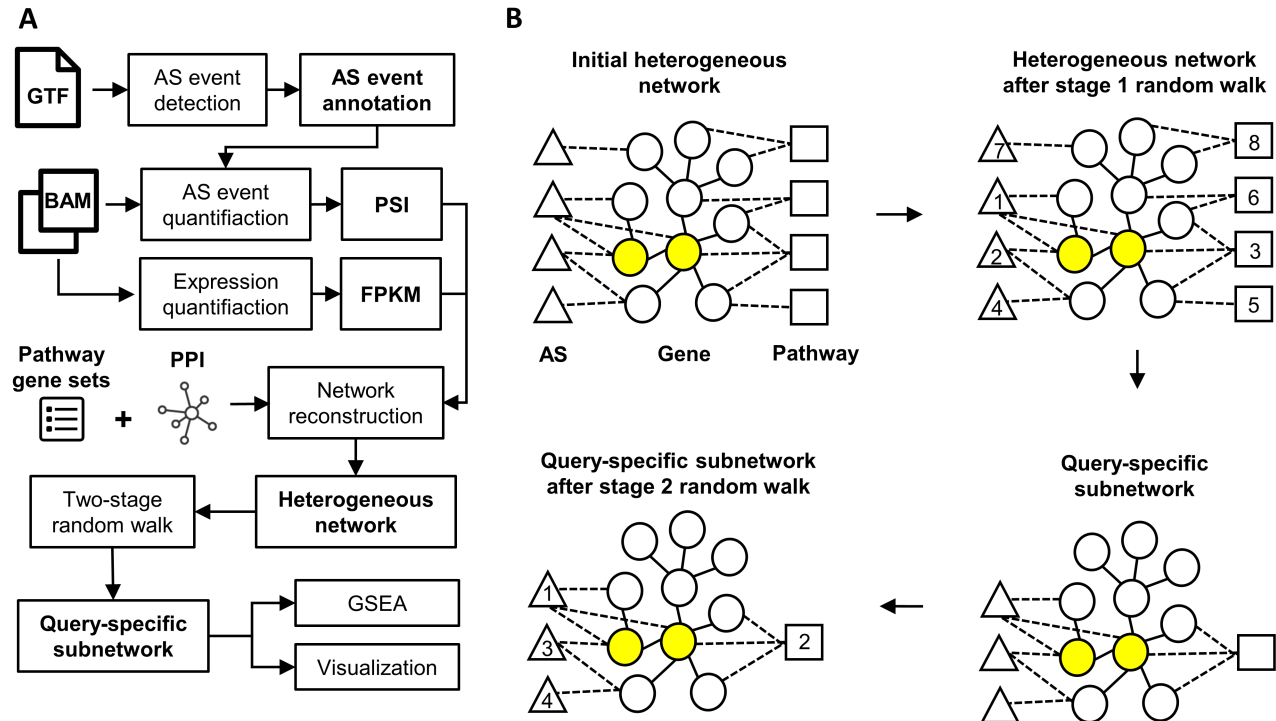 A
GTF
AS event
detection
AS event
annotation
BAM
AS event
quantifiaction
PSI
Expression
quantifiaction
FPKM
Pathway
gene sets
+
PPI
Network
reconstruction
Two-stage
random walk
Heterogeneous
network
Query-specific
subnetwork
GSEA
Visualization
B
Initial heterogeneous
network
AS
Gene
Pathway
Heterogeneous network
after stage 1 random walk
7
8
1
6
2
3
4
5
Query-specific subnetwork
after stage 2 random walk
1
3
2
4
Query-specific
subnetwork